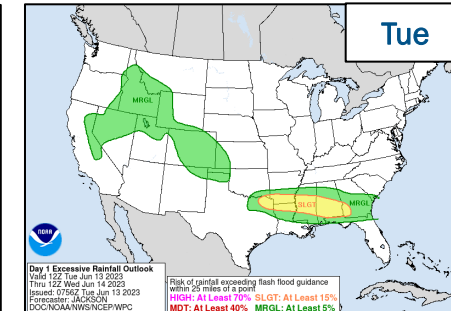 Tue
MRGL
SLGT
MRGL
NOAA
Day 1 Excessive Rainfall Outlook
Valid 12Z Tue Jun 13 2023
Thru 12Z Wed Jun 14 2023
Issued: 0756Z Tue Jun 13 2023
Forecaster: JACKSON
DOC/NOAA/NWS/NCEP/WPC
Risk of rainfall exceeding flash flood guidance
within 25 miles of a point
HIGH: At Least 70% SLGT: At Least 15%
MDT: At Least 40% MRGL: At Least 5%